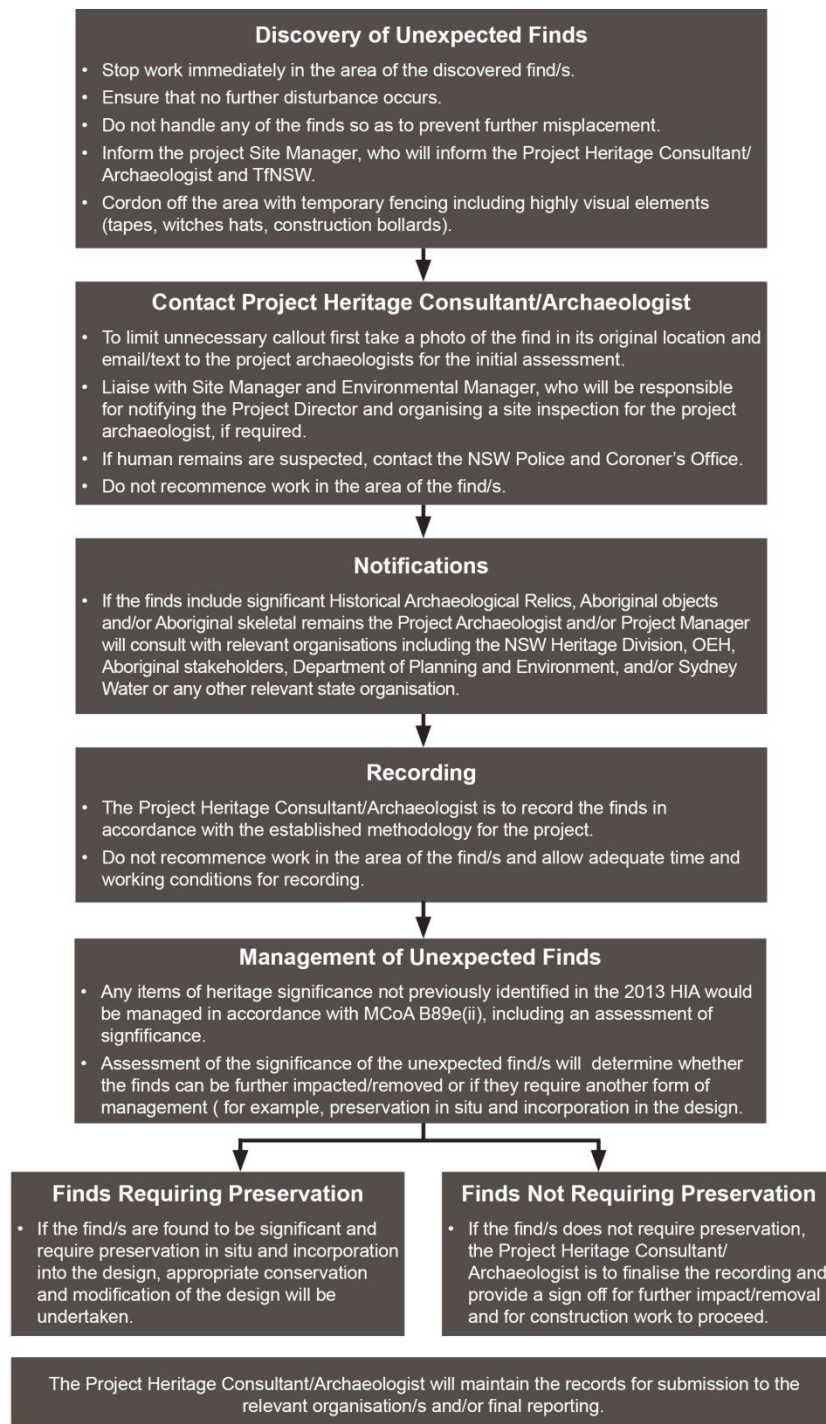 Discovery of Unexpected Finds
• Stop work immediately in the area of the discovered find/s.
• Ensure that no further disturbance occurs.
• Do not handle any of the finds so as to prevent further misplacement.
• Inform the project Site Manager, who will inform the Project Heritage Consultant/
Archaeologist and TfNSW.
• Cordon off the area with temporary fencing including highly visual elements
(tapes, witches hats, construction bollards).
Contact Project Heritage Consultant/Archaeologist
• To limit unnecessary callout first take a photo of the find in its original location and
email/text to the project archaeologists for the initial assessment.
• Liaise with Site Manager and Environmental Manager, who will be responsible
for notifying the Project Director and organising a site inspection for the project
archaeologist, if required.
• If human remains are suspected, contact the NSW Police and Coroner's Office.
• Do not recommence work in the area of the find/s.
Notifications
• If the finds include significant Historical Archaeological Relics, Aboriginal objects
and/or Aboriginal skeletal remains the Project Archaeologist and/or Project Manager
will consult with relevant organisations including the NSW Heritage Division, OEH,
Aboriginal stakeholders, Department of Planning and Environment, and/or Sydney
Water or any other relevant state organisation.
Recording
• The Project Heritage Consultant/Archaeologist is to record the finds in
accordance with the established methodology for the project.
• Do not recommence work in the area of the find/s and allow adequate time and
working conditions for recording.
Management of Unexpected Finds
• Any items of heritage significance not previously identified in the 2013 HIA would
be managed in accordance with MCoA B89e(ii), including an assessment of
signfificance.
• Assessment of the significance of the unexpected find/s will determine whether
the finds can be further impacted/removed or if they require another form of
management ( for example, preservation in situ and incorporation in the design.
Finds Requiring Preservation
• If the find/s are found to be significant and
require preservation in situ and incorporation
into the design, appropriate conservation
and modification of the design will be
undertaken.
Finds Not Requiring Preservation
• If the find/s does not require preservation,
the Project Heritage Consultant/
Archaeologist is to finalise the recording and
provide a sign off for further impact/removal
and for construction work to proceed.
The Project Heritage Consultant/Archaeologist will maintain the records for submission to the
relevant organisation/s and/or final reporting.